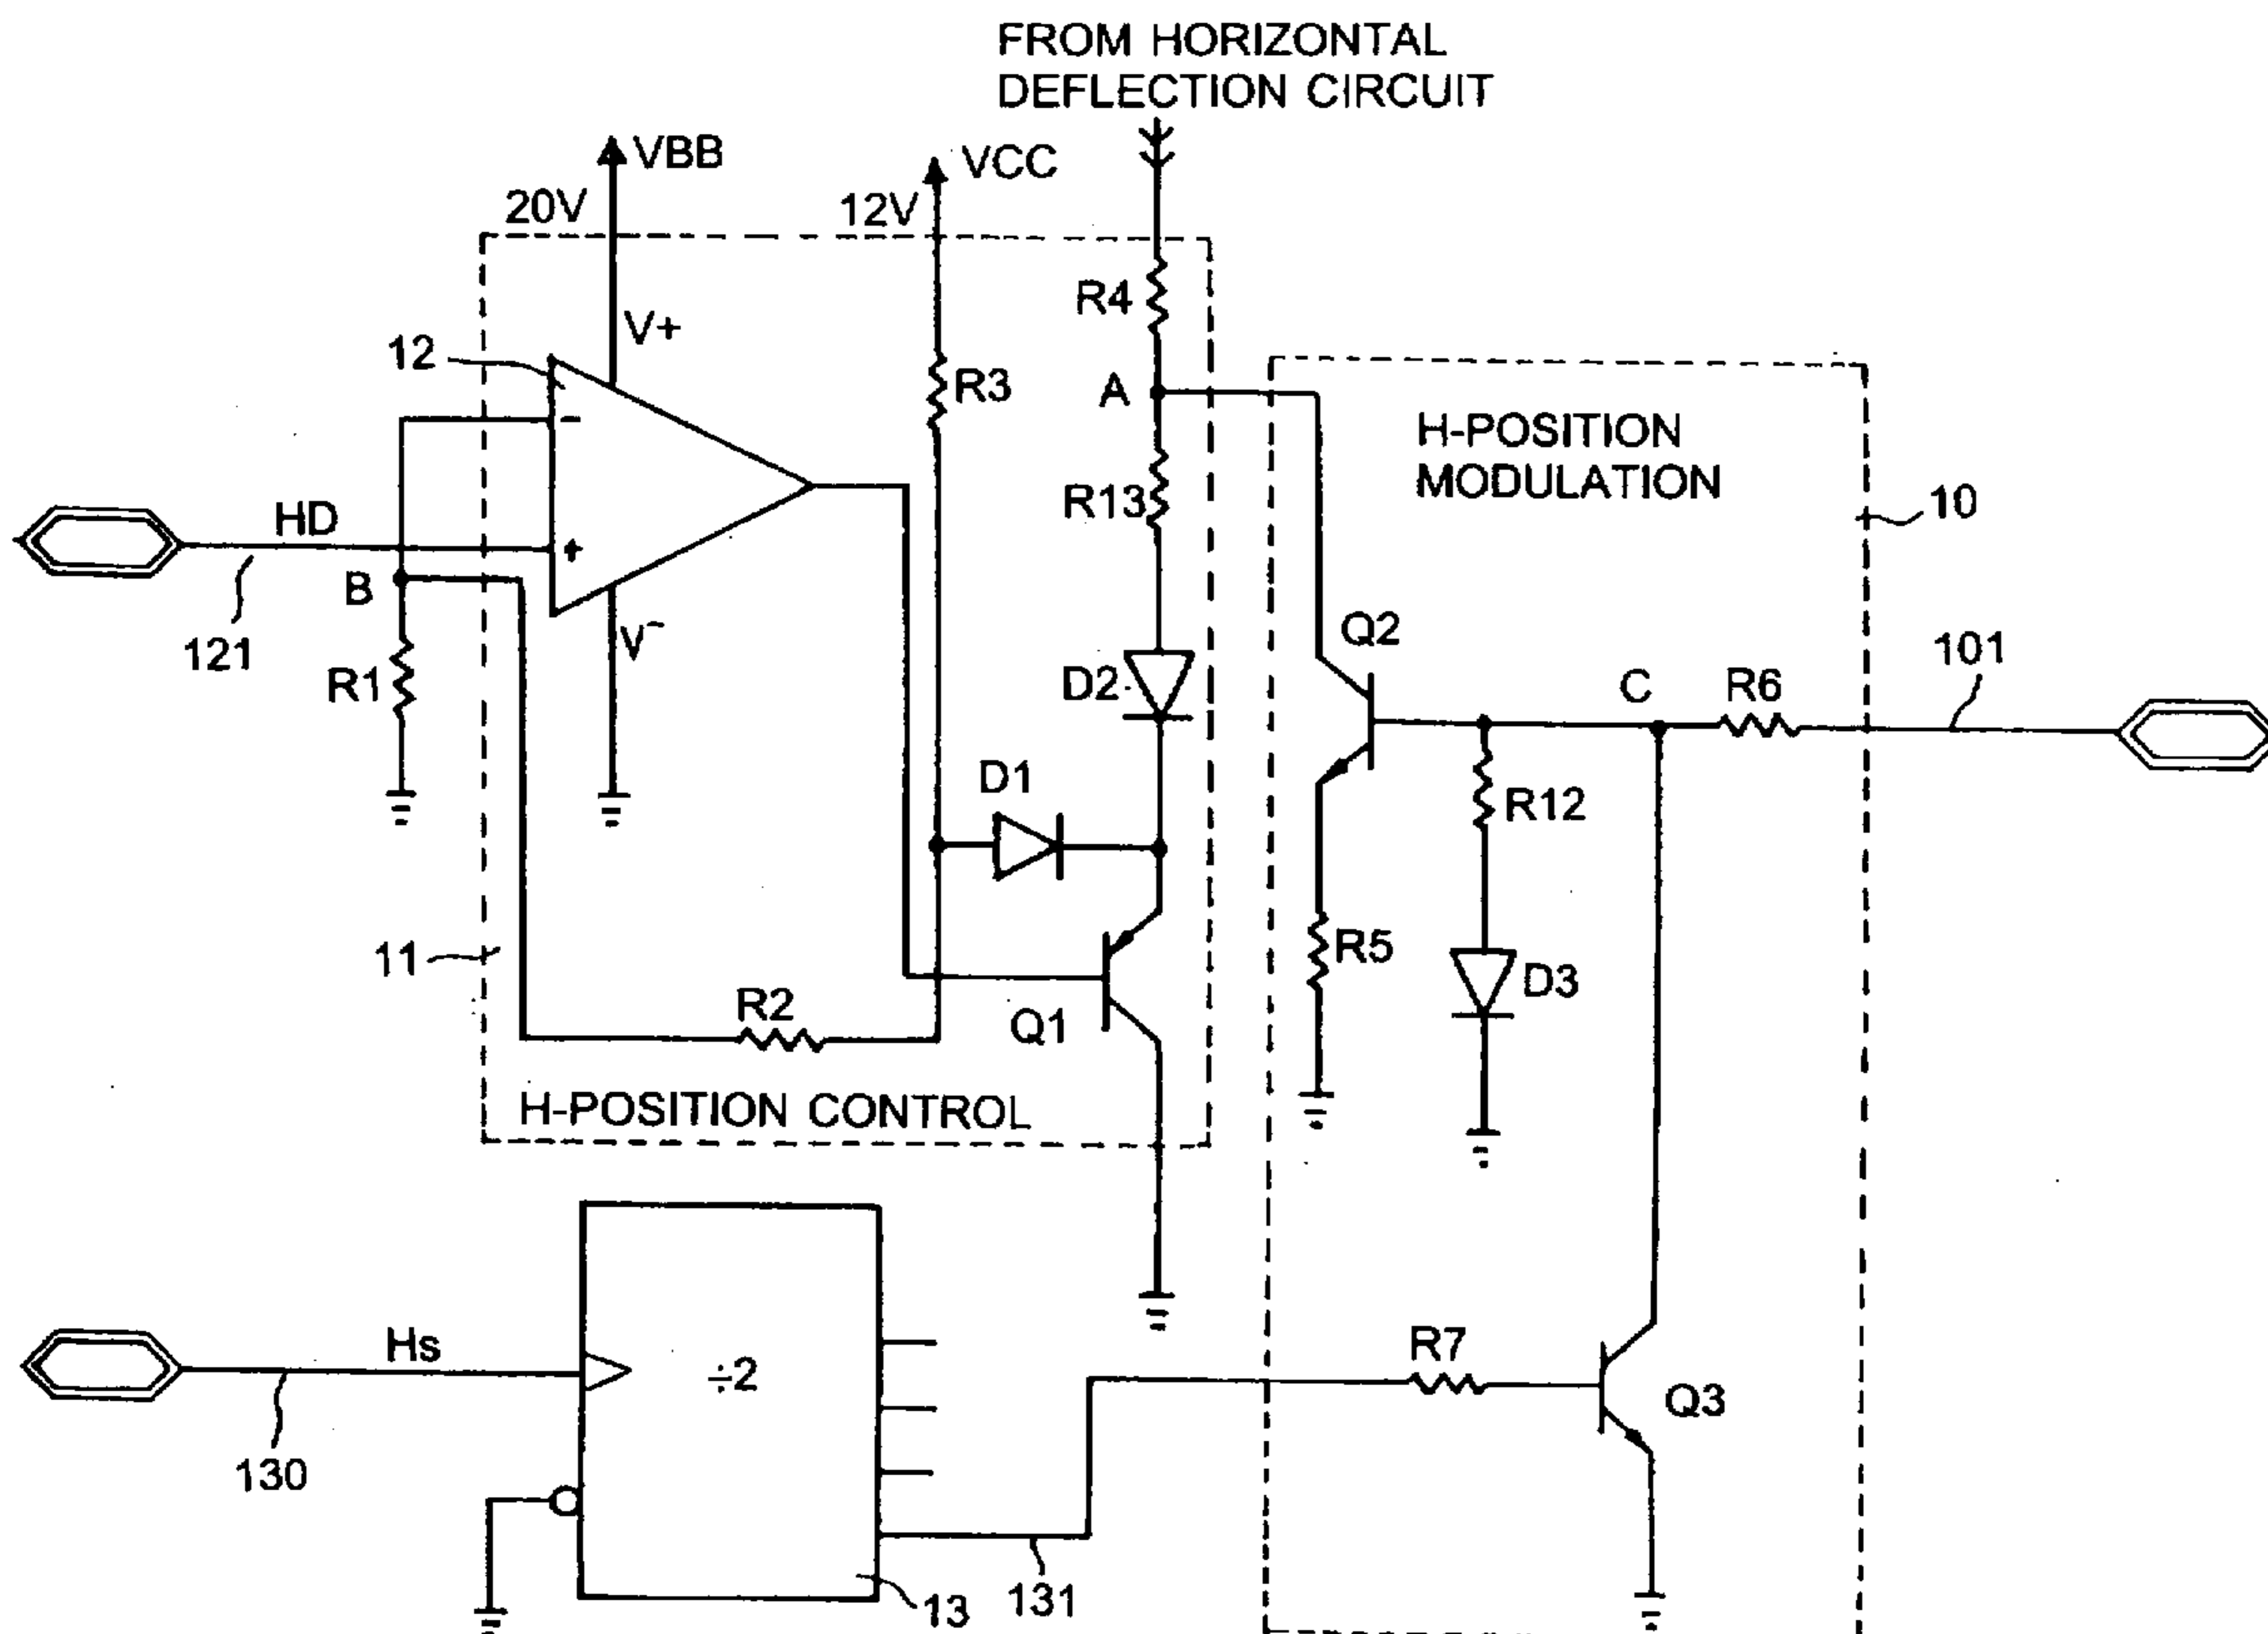 FROM HORIZONTAL
DEFLECTION CIRCUIT
VBB
VCC
20V
12V
R4
12
V+
R3
A
H-POSITION
MODULATION
-
R13
10
HD
+
B
Q2
121
V-
R1
D2
C
R6
101
D1
R12
11
R5
D3
R2
Q1
H-POSITION CONTROL
Hs
÷2
R7
Q3
130
13
131